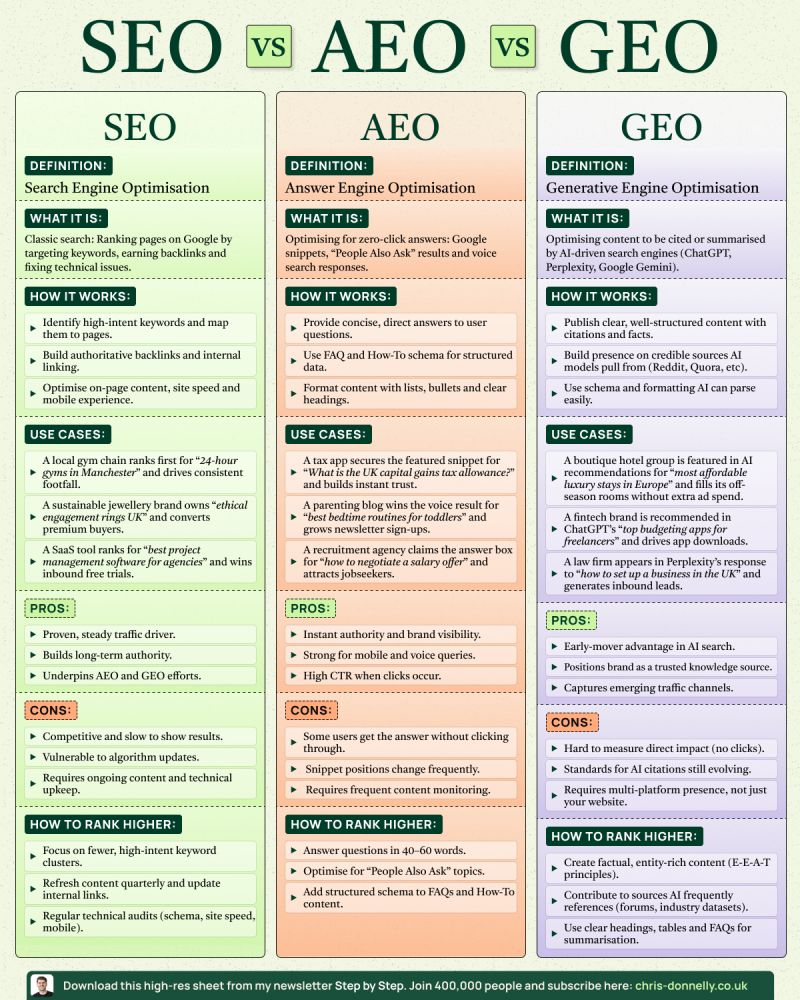 SEO VS AEO VS GEO
SEO
DEFINITION:
Search Engine Optimisation
WHAT IT IS:
Classic search: Ranking pages on Google by
targeting keywords, earning backlinks and
fixing technical issues.
HOW IT WORKS:
Identify high-intent keywords and map
them to pages.
Build authoritative backlinks and internal
linking.
Optimise on-page content, site speed and
mobile experience.
USE CASES:
A local gym chain ranks first for “24-hour
gyms in Manchester” and drives consistent
footfall.
A sustainable jewellery brand owns “ethical
engagement rings UK” and converts
premium buyers.
A SaaS tool ranks for “best project
management software for agencies” and wins
inbound free trials.
PROS:
Proven, steady traffic driver.
Builds long-term authority.
Underpins AEO and GEO efforts.
CONS:
Competitive and slow to show results.
Vulnerable to algorithm updates.
Requires ongoing content and technical
upkeep.
HOW TO RANK HIGHER:
Focus on fewer, high-intent keyword
clusters.
Refresh content quarterly and update
internal links.
Regular technical audits (schema, site speed,
mobile).
AEO
DEFINITION:
Answer Engine Optimisation
WHAT IT IS:
Optimising for zero-click answers: Google
snippets, “People Also Ask” results and voice
search responses.
HOW IT WORKS:
Provide concise, direct answers to user
questions.
Use FAQ and How-To schema for structured
data.
Format content with lists, bullets and clear
headings.
USE CASES:
A tax app secures the featured snippet for
“What is the UK capital gains tax allowance?”
and builds instant trust.
A parenting blog wins the voice result for
“best bedtime routines for toddlers” and
grows newsletter sign-ups.
A recruitment agency claims the answer box
for “how to negotiate a salary offer” and
attracts jobseekers.
PROS:
Instant authority and brand visibility.
Strong for mobile and voice queries.
High CTR when clicks occur.
CONS:
Some users get the answer without clicking
through.
Snippet positions change frequently.
Requires frequent content monitoring.
HOW TO RANK HIGHER:
Answer questions in 40–60 words.
Optimise for “People Also Ask” topics.
Add structured schema to FAQs and How-To
content.
GEO
DEFINITION:
Generative Engine Optimisation
WHAT IT IS:
Optimising content to be cited or summarised
by AI-driven search engines (ChatGPT,
Perplexity, Google Gemini).
HOW IT WORKS:
Publish clear, well-structured content with
citations and facts.
Build presence on credible sources AI
models pull from (Reddit, Quora, etc).
Use schema and formatting AI can parse
easily.
USE CASES:
A boutique hotel group is featured in AI
recommendations for “most affordable
luxury stays in Europe” and fills its off-
season rooms without extra ad spend.
A fintech brand is recommended in
ChatGPT’s “top budgeting apps for
freelancers” and drives app downloads.
A law firm appears in Perplexity’s response
to “how to set up a business in the UK” and
generates inbound leads.
PROS:
Early-mover advantage in AI search.
Positions brand as a trusted knowledge source.
Captures emerging traffic channels.
CONS:
Hard to measure direct impact (no clicks).
Standards for AI citations still evolving.
Requires multi-platform presence, not just
your website.
HOW TO RANK HIGHER:
Create factual, entity-rich content (E-E-A-T
principles).
Contribute to sources AI frequently
references (forums, industry datasets).
Use clear headings, tables and FAQs for
summarisation.
Download this high-res sheet from my newsletter Step by Step. Join 400,000 people and subscribe here: chris-donnelly.co.uk